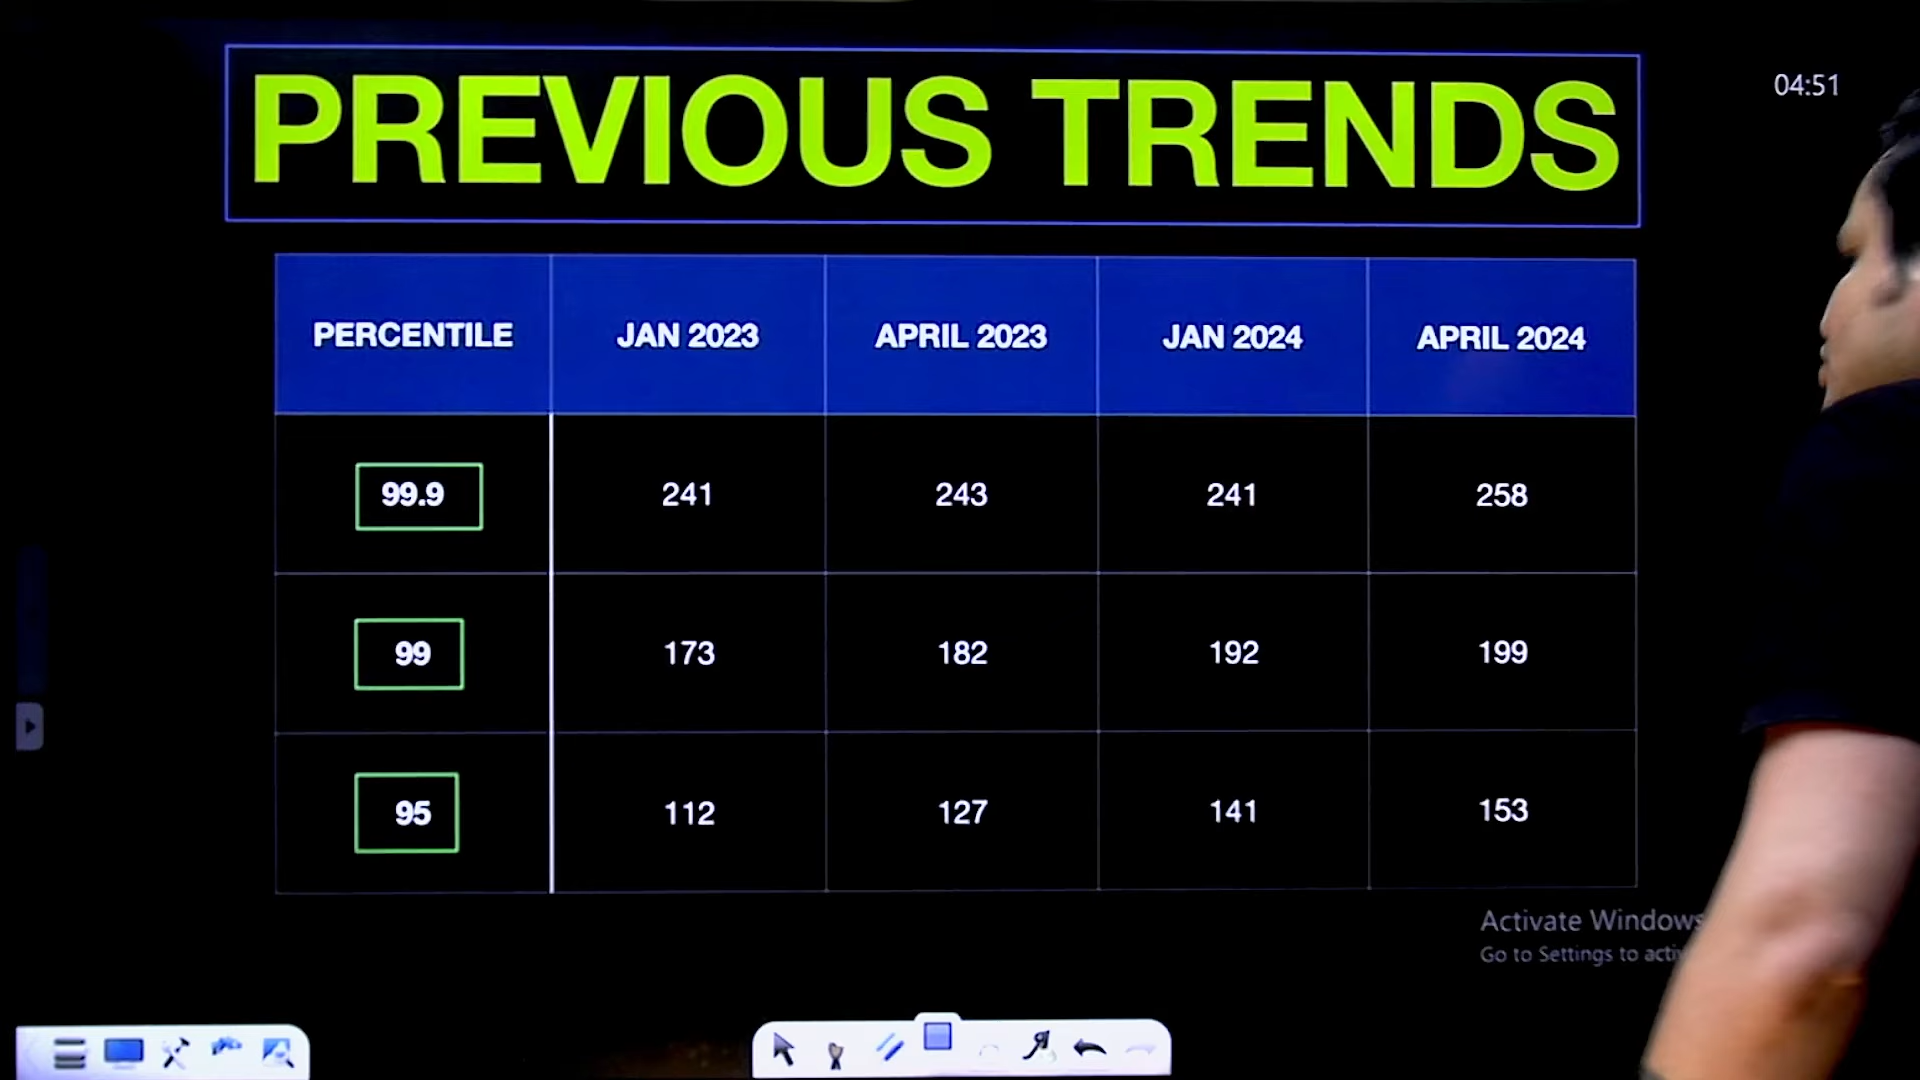 PREVIOUS TRENDS
04:51
PERCENTILE JAN 2023 APRIL 2023 JAN 2024 APRIL 2024
99.9 241 243 241 258
99 173 182 192 199
95 112 127 141 153
Activate Windows
Go to Settings to